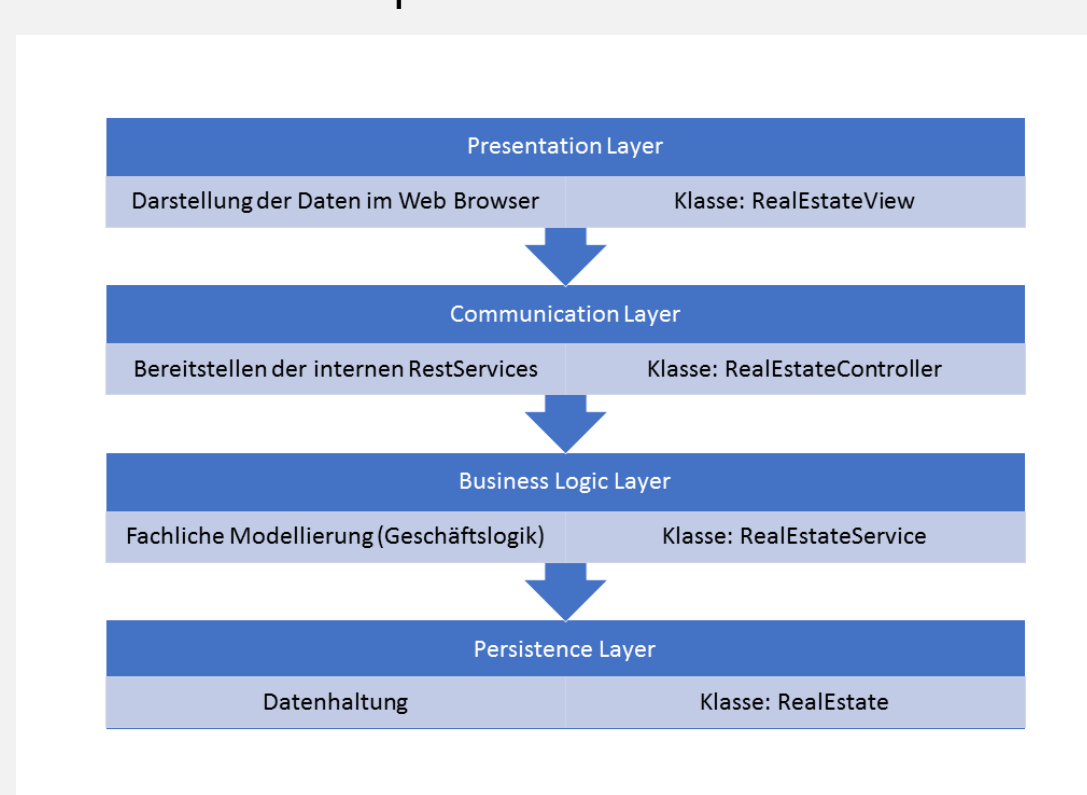 Presentation Layer
Darstellung der Daten im Web Browser
Klasse: RealEstateView
Communication Layer
Bereitstellen der internen RestServices
Klasse: RealEstateController
Business Logic Layer
Fachliche Modellierung (Geschäftslogik)
Klasse: RealEstateService
Persistence Layer
Datenhaltung
Klasse: RealEstate